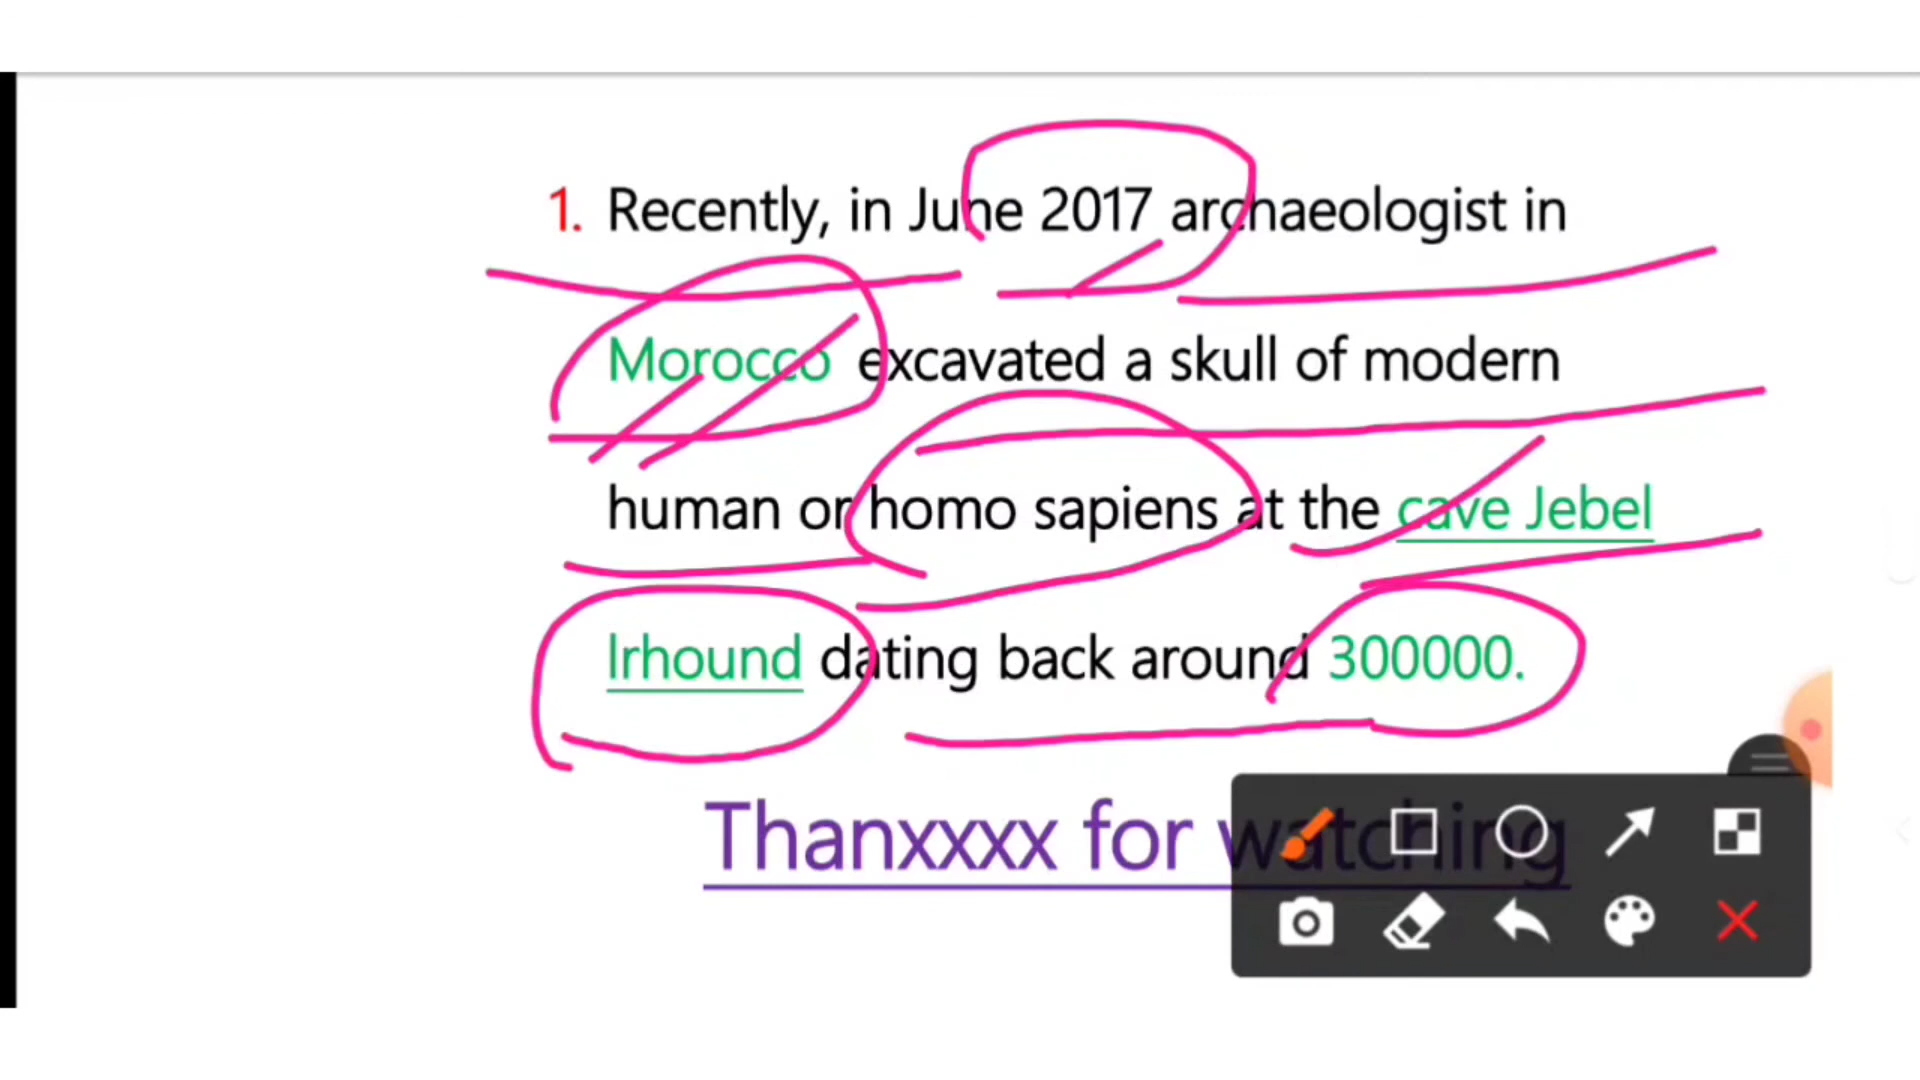 1. Recently, in June 2017 archaeologist in
Morocco excavated a skull of modern
human or homo sapiens at the cave Jebel
Irhound dating back around 300000.
Thanxxxx for watching